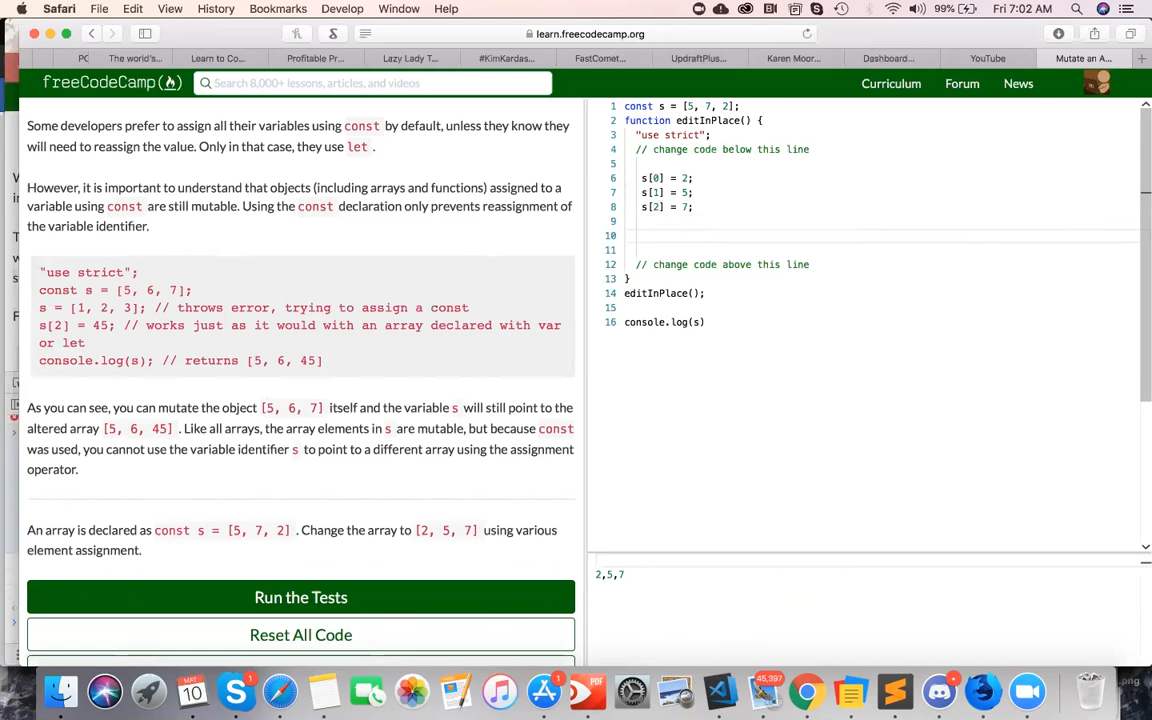 Safari File Edit View History Bookmarks Develop Window Help 99% Fri 7:02 AM
learn.freecodecamp.org
PC The world's... Learn to Co... Profitable Pr... Lazy Lady T... #KimKardas... FastComet... UpdraftPlus... Karen Moor... Dashboard... YouTube Mutate an A...
freeCodeCamp Search 8,000+ lessons, articles, and videos Curriculum Forum News
Some developers prefer to assign all their variables using const by default, unless they know they
will need to reassign the value. Only in that case, they use let .
However, it is important to understand that objects (including arrays and functions) assigned to a
variable using const are still mutable. Using the const declaration only prevents reassignment of
the variable identifier.
"use strict";
const s = [5, 6, 7];
s = [1, 2, 3]; // throws error, trying to assign a const
s[2] = 45; // works just as it would with an array declared with var
or let
console.log(s); // returns [5, 6, 45]
As you can see, you can mutate the object [5, 6, 7] itself and the variable s will still point to the
altered array [5, 6, 45] . Like all arrays, the array elements in s are mutable, but because const
was used, you cannot use the variable identifier s to point to a different array using the assignment
operator.
An array is declared as const s = [5, 7, 2] . Change the array to [2, 5, 7] using various
element assignment.
Run the Tests
Reset All Code
1 const s = [5, 7, 2];
2 function editInPlace() {
3 "use strict";
4 // change code below this line
5
6 s[0] = 2;
7 s[1] = 5;
8 s[2] = 7;
9
10
11
12 // change code above this line
13 }
14 editInPlace();
15
16 console.log(s)
2,5,7
NOV
10
1
1
PDF
45,397
.png